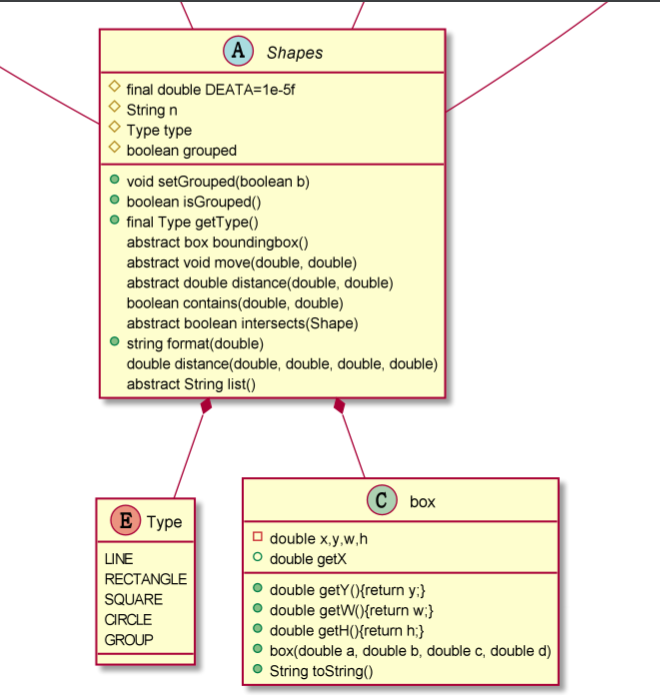 A Shapes
final double DEATA=1e-5f
String n
Type type
boolean grouped
void setGrouped(boolean b)
boolean isGrouped()
final Type getType()
abstract box boundingbox()
abstract void move(double, double)
abstract double distance(double, double)
boolean contains(double, double)
abstract boolean intersects(Shape)
string format(double)
double distance(double, double, double, double)
abstract String list()
E Type
LINE
RECTANGLE
SQUARE
CIRCLE
GROUP
C box
double x,y,w,h
double getX
double getY(){return y;}
double getW(){return w;}
double getH(){return h;}
box(double a, double b, double c, double d)
String toString()